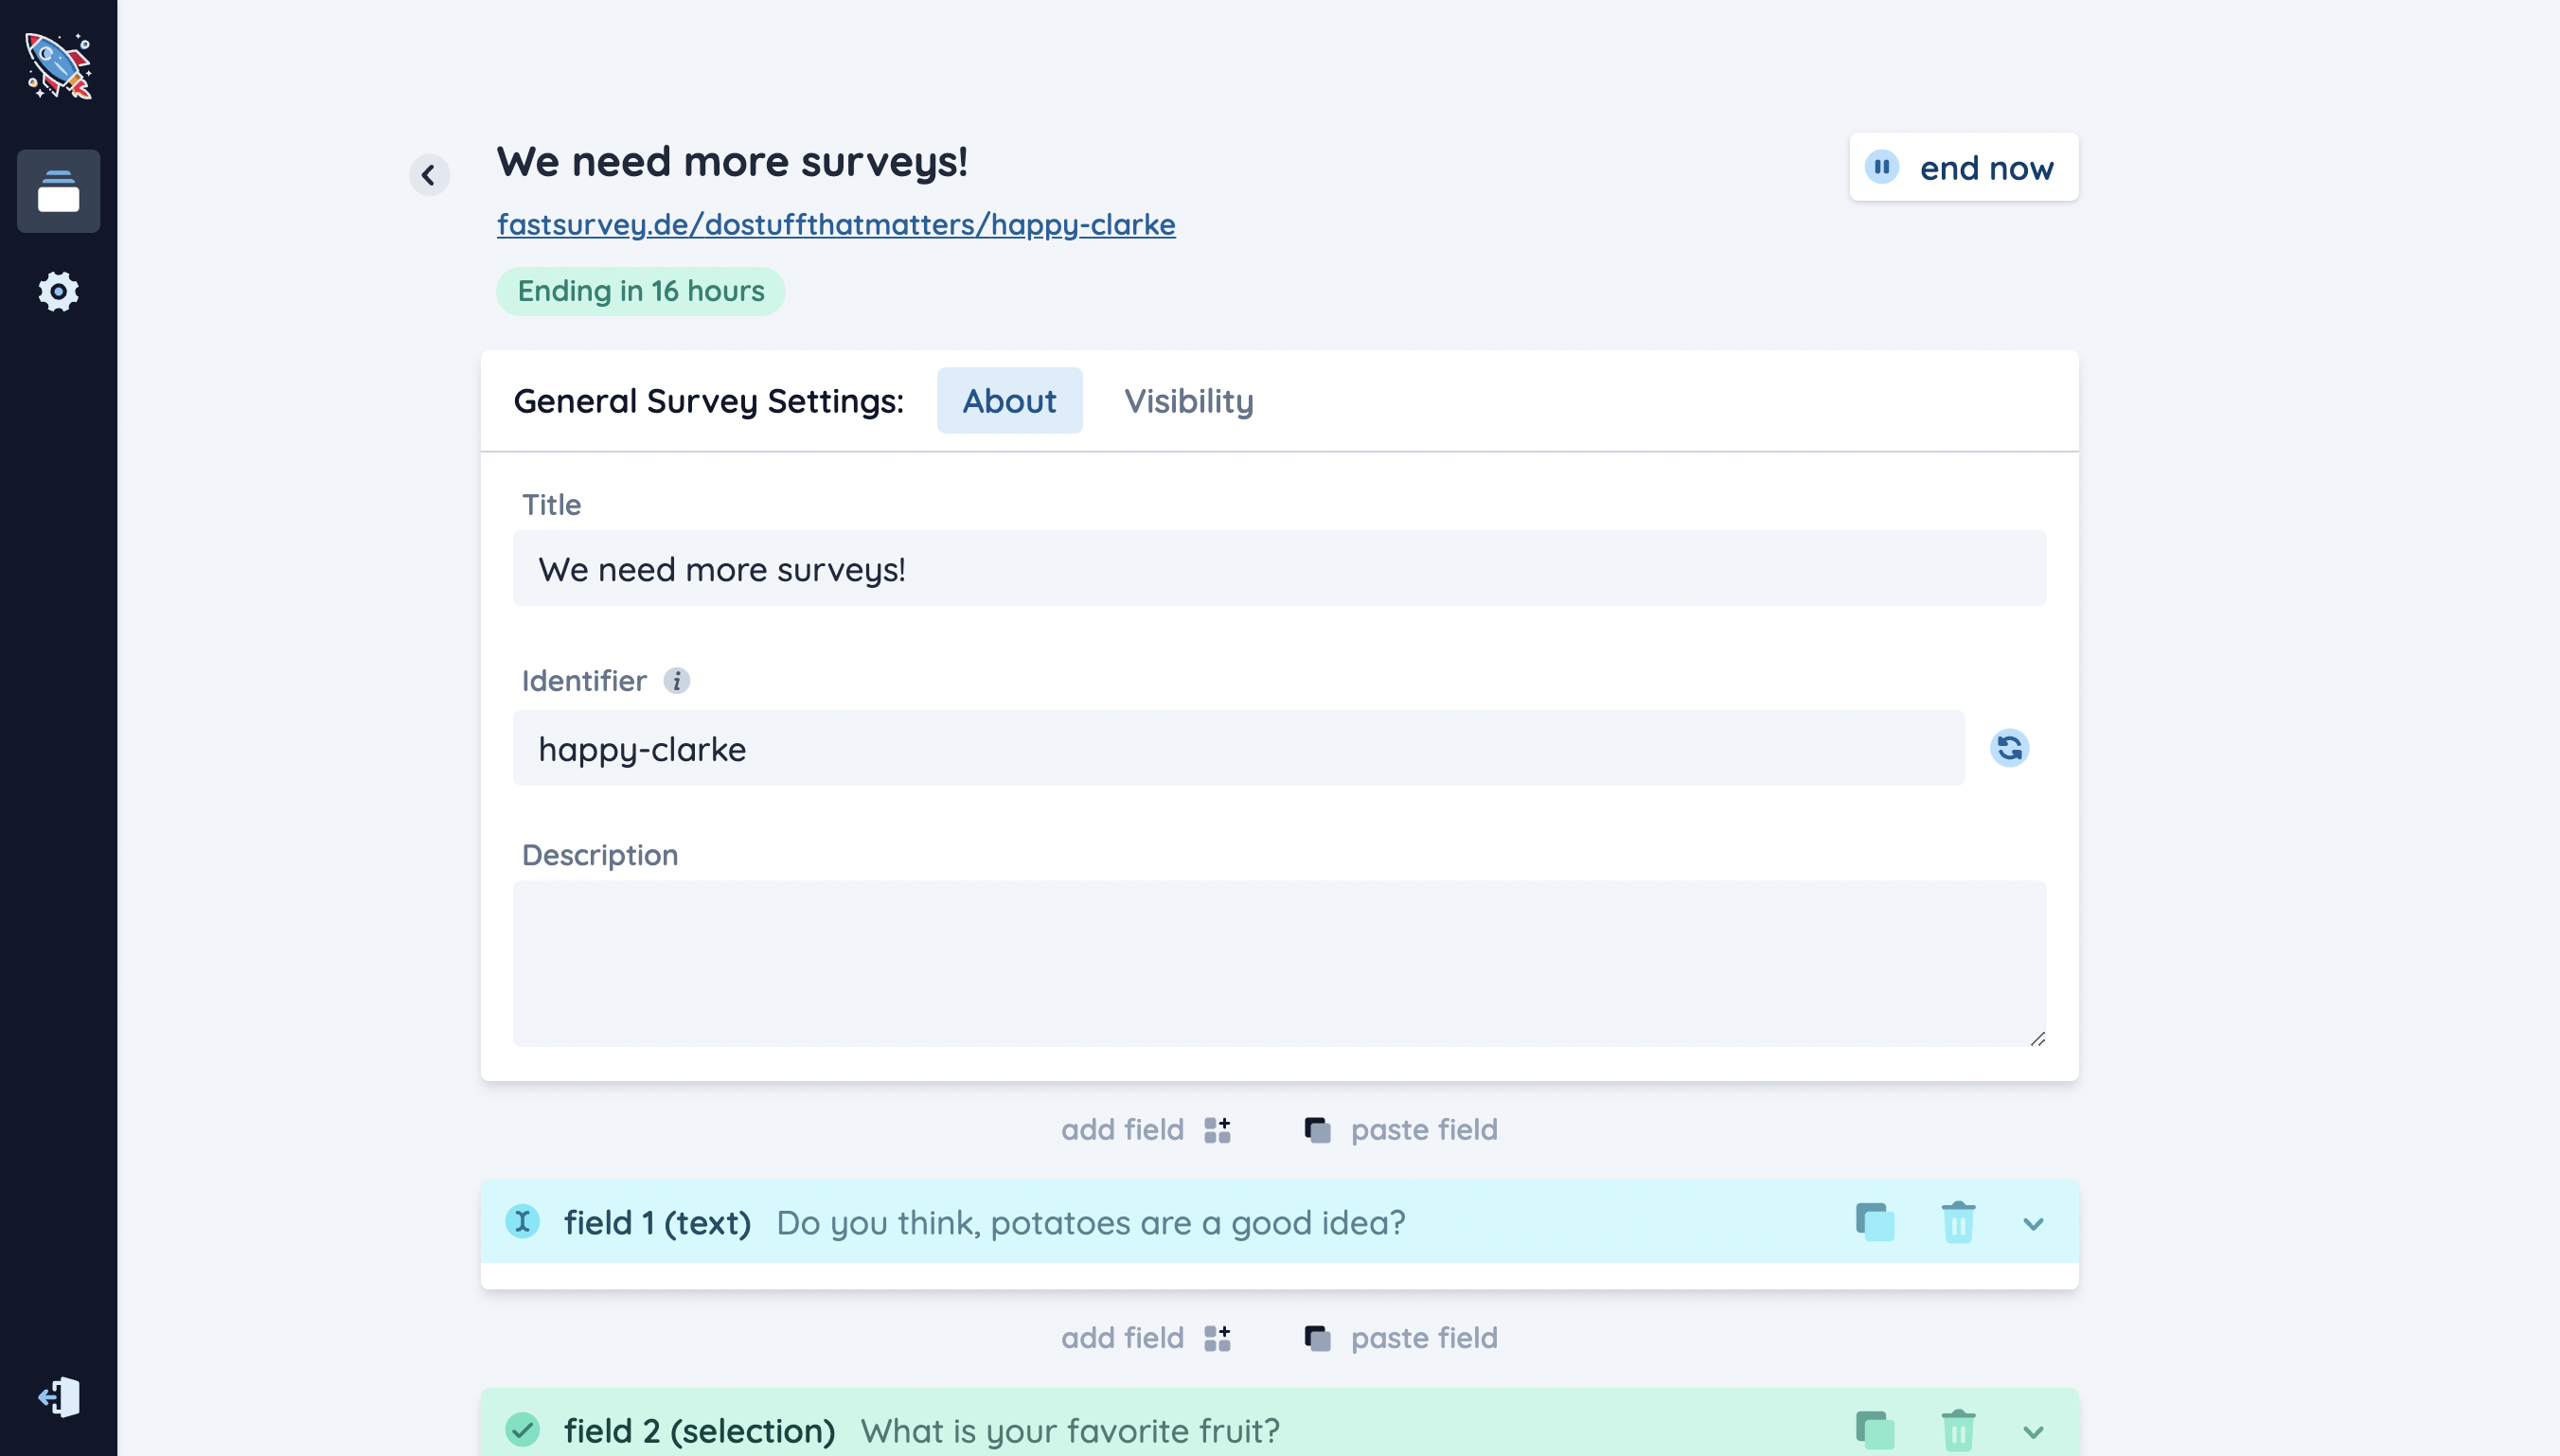 We need more surveys!
end now
fastsurvey.de/dostuffthatmatters/happy-clarke
Ending in 16 hours
General Survey Settings: About Visibility
Title
We need more surveys!
Identifier i
happy-clarke
Description
add field paste field
field 1 (text) Do you think, potatoes are a good idea?
add field paste field
field 2 (selection) What is your favorite fruit?